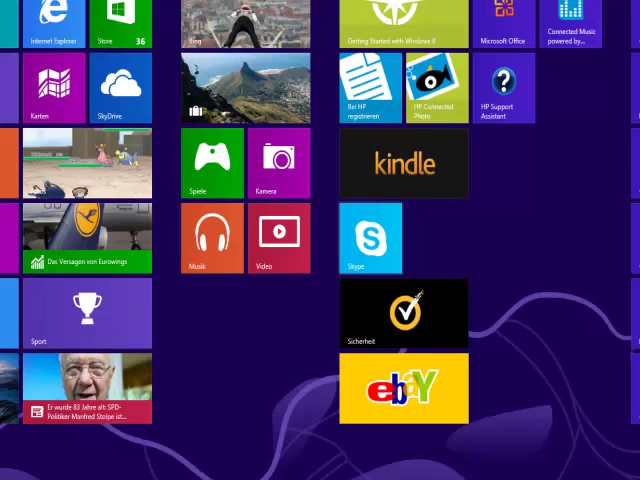 Internet Explorer
Store
36
Bing
Getting Started with Windows 8
Microsoft Office
Connected Music
powered by...
Karten
SkyDrive
Bei HP
registrieren
HP Connected
Photo
HP Support
Assistant
Spiele
Kamera
kindle
Das Versagen von Eurowings
Musik
Video
Skype
Sport
Sicherheit
Er wurde 83 Jahre alt: SPD-
Politiker Manfred Stolpe ist...
ebaY